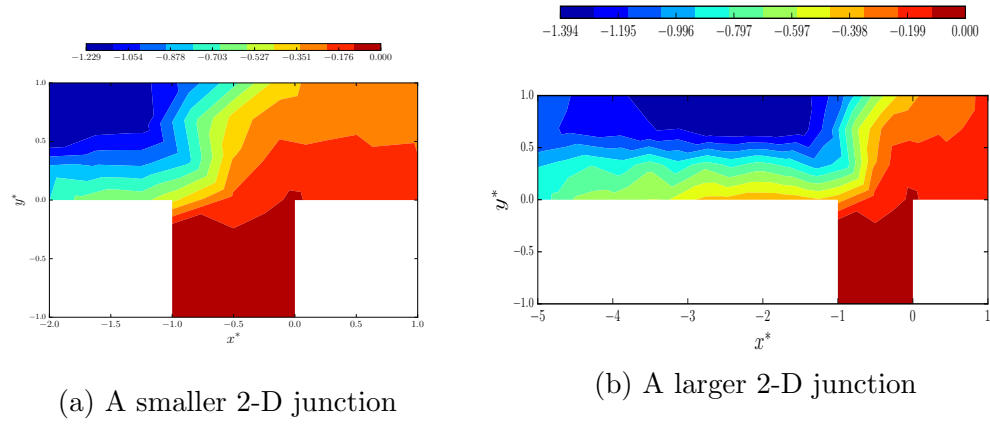 −1.229 −1.054 −0.878 −0.703 −0.527 −0.351 −0.176 0.000
1.0
0.5
0.0
−0.5
−1.0
y*
−2.0 −1.5 −1.0 −0.5 0.0 0.5 1.0
x*
(a) A smaller 2-D junction
−1.394 −1.195 −0.996 −0.797 −0.597 −0.398 −0.199 0.000
1.0
0.5
0.0
−0.5
−1.0
y*
−5 −4 −3 −2 −1 0 1
x*
(b) A larger 2-D junction